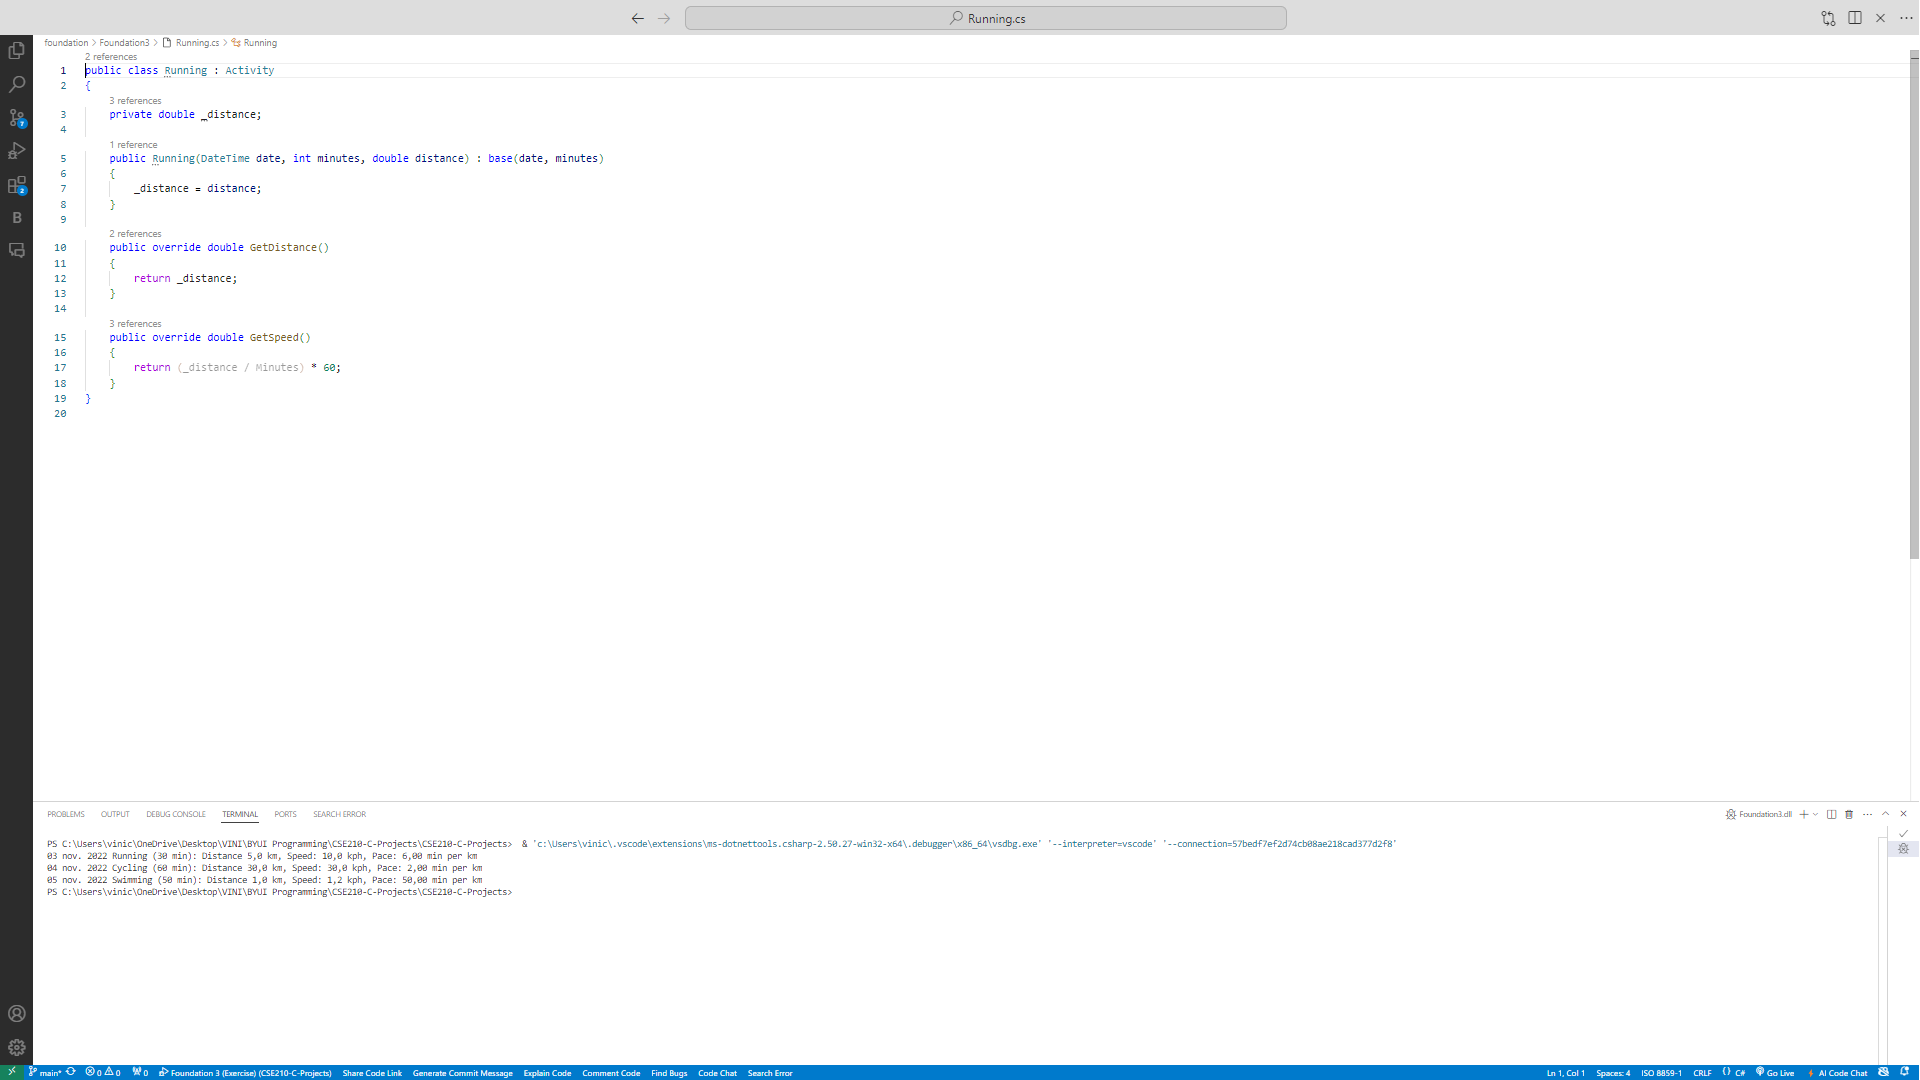 Running.cs
foundation > Foundation3 > Running.cs > Running
2 references
1 public class Running : Activity
2 {
3 references
3 private double _distance;
4
1 reference
5 public Running(DateTime date, int minutes, double distance) : base(date, minutes)
6 {
7 _distance = distance;
8 }
9
2 references
10 public override double GetDistance()
11 {
12 return _distance;
13 }
14
3 references
15 public override double GetSpeed()
16 {
17 return (_distance / Minutes) * 60;
18 }
19 }
20
7
2
B
PROBLEMS OUTPUT DEBUG CONSOLE TERMINAL PORTS SEARCH ERROR Foundation3.dll
PS C:\Users\vinic\OneDrive\Desktop\VINI\BYUI Programming\CSE210-C-Projects\CSE210-C-Projects> & 'c:\Users\vinic\.vscode\extensions\ms-dotnettools.csharp-2.50.27-win32-x64\.debugger\x86_64\vsdbg.exe' '--interpreter=vscode' '--connection=57bedf7ef2d74cb08ae218cad377d2f8'
03 nov. 2022 Running (30 min): Distance 5,0 km, Speed: 10,0 kph, Pace: 6,00 min per km
04 nov. 2022 Cycling (60 min): Distance 30,0 km, Speed: 30,0 kph, Pace: 2,00 min per km
05 nov. 2022 Swimming (50 min): Distance 1,0 km, Speed: 1,2 kph, Pace: 50,00 min per km
PS C:\Users\vinic\OneDrive\Desktop\VINI\BYUI Programming\CSE210-C-Projects\CSE210-C-Projects>
main* 0 0 0 Foundation 3 (Exercise) (CSE210-C-Projects) Share Code Link Generate Commit Message Explain Code Comment Code Find Bugs Code Chat Search Error Ln 1, Col 1 Spaces: 4 ISO 8859-1 CRLF {} C# Go Live AI Code Chat